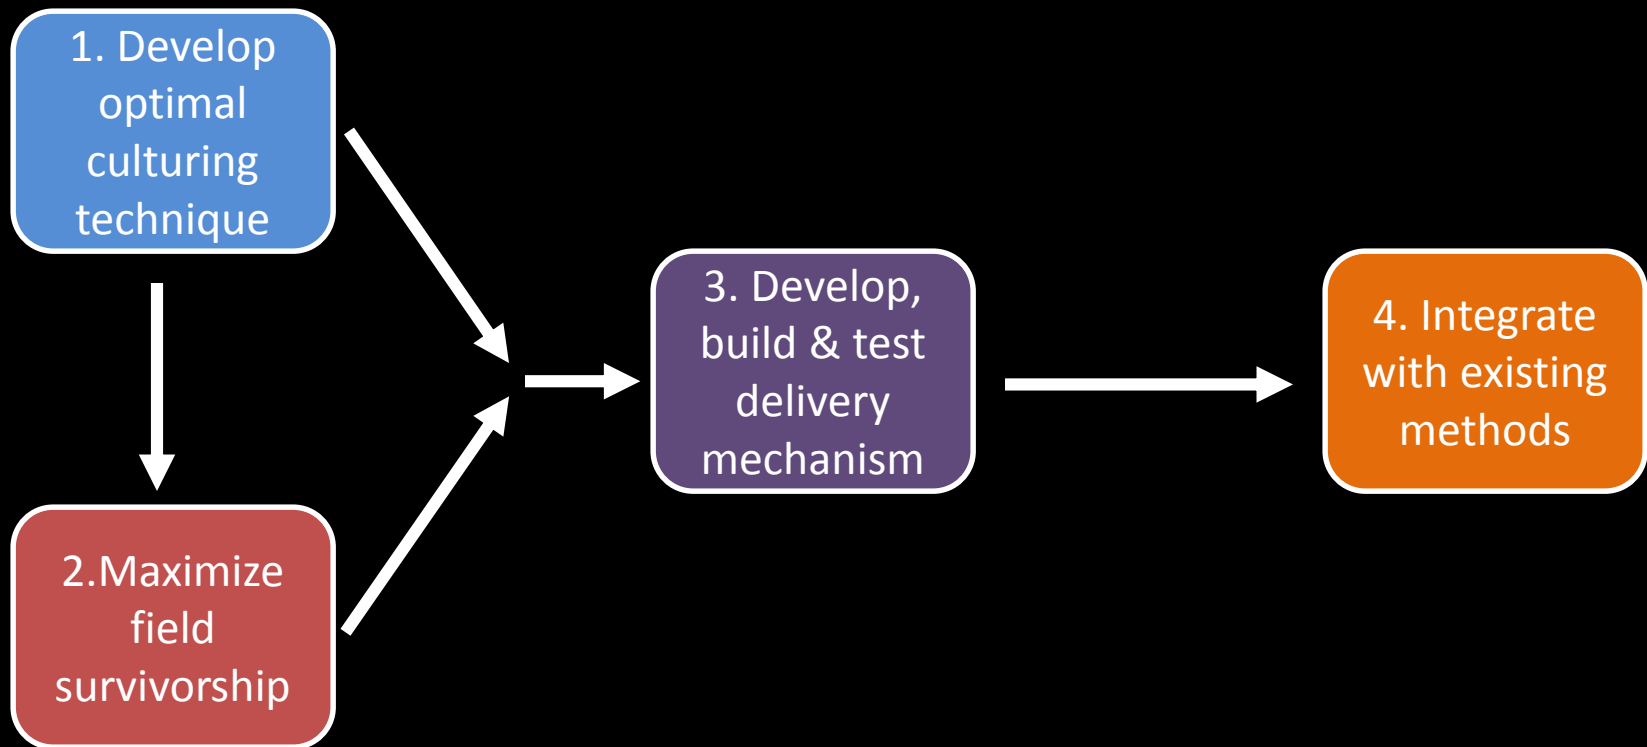 1. Develop
optimal
culturing
technique
2.Maximize
field
survivorship
3. Develop,
build & test
delivery
mechanism
4. Integrate
with existing
methods